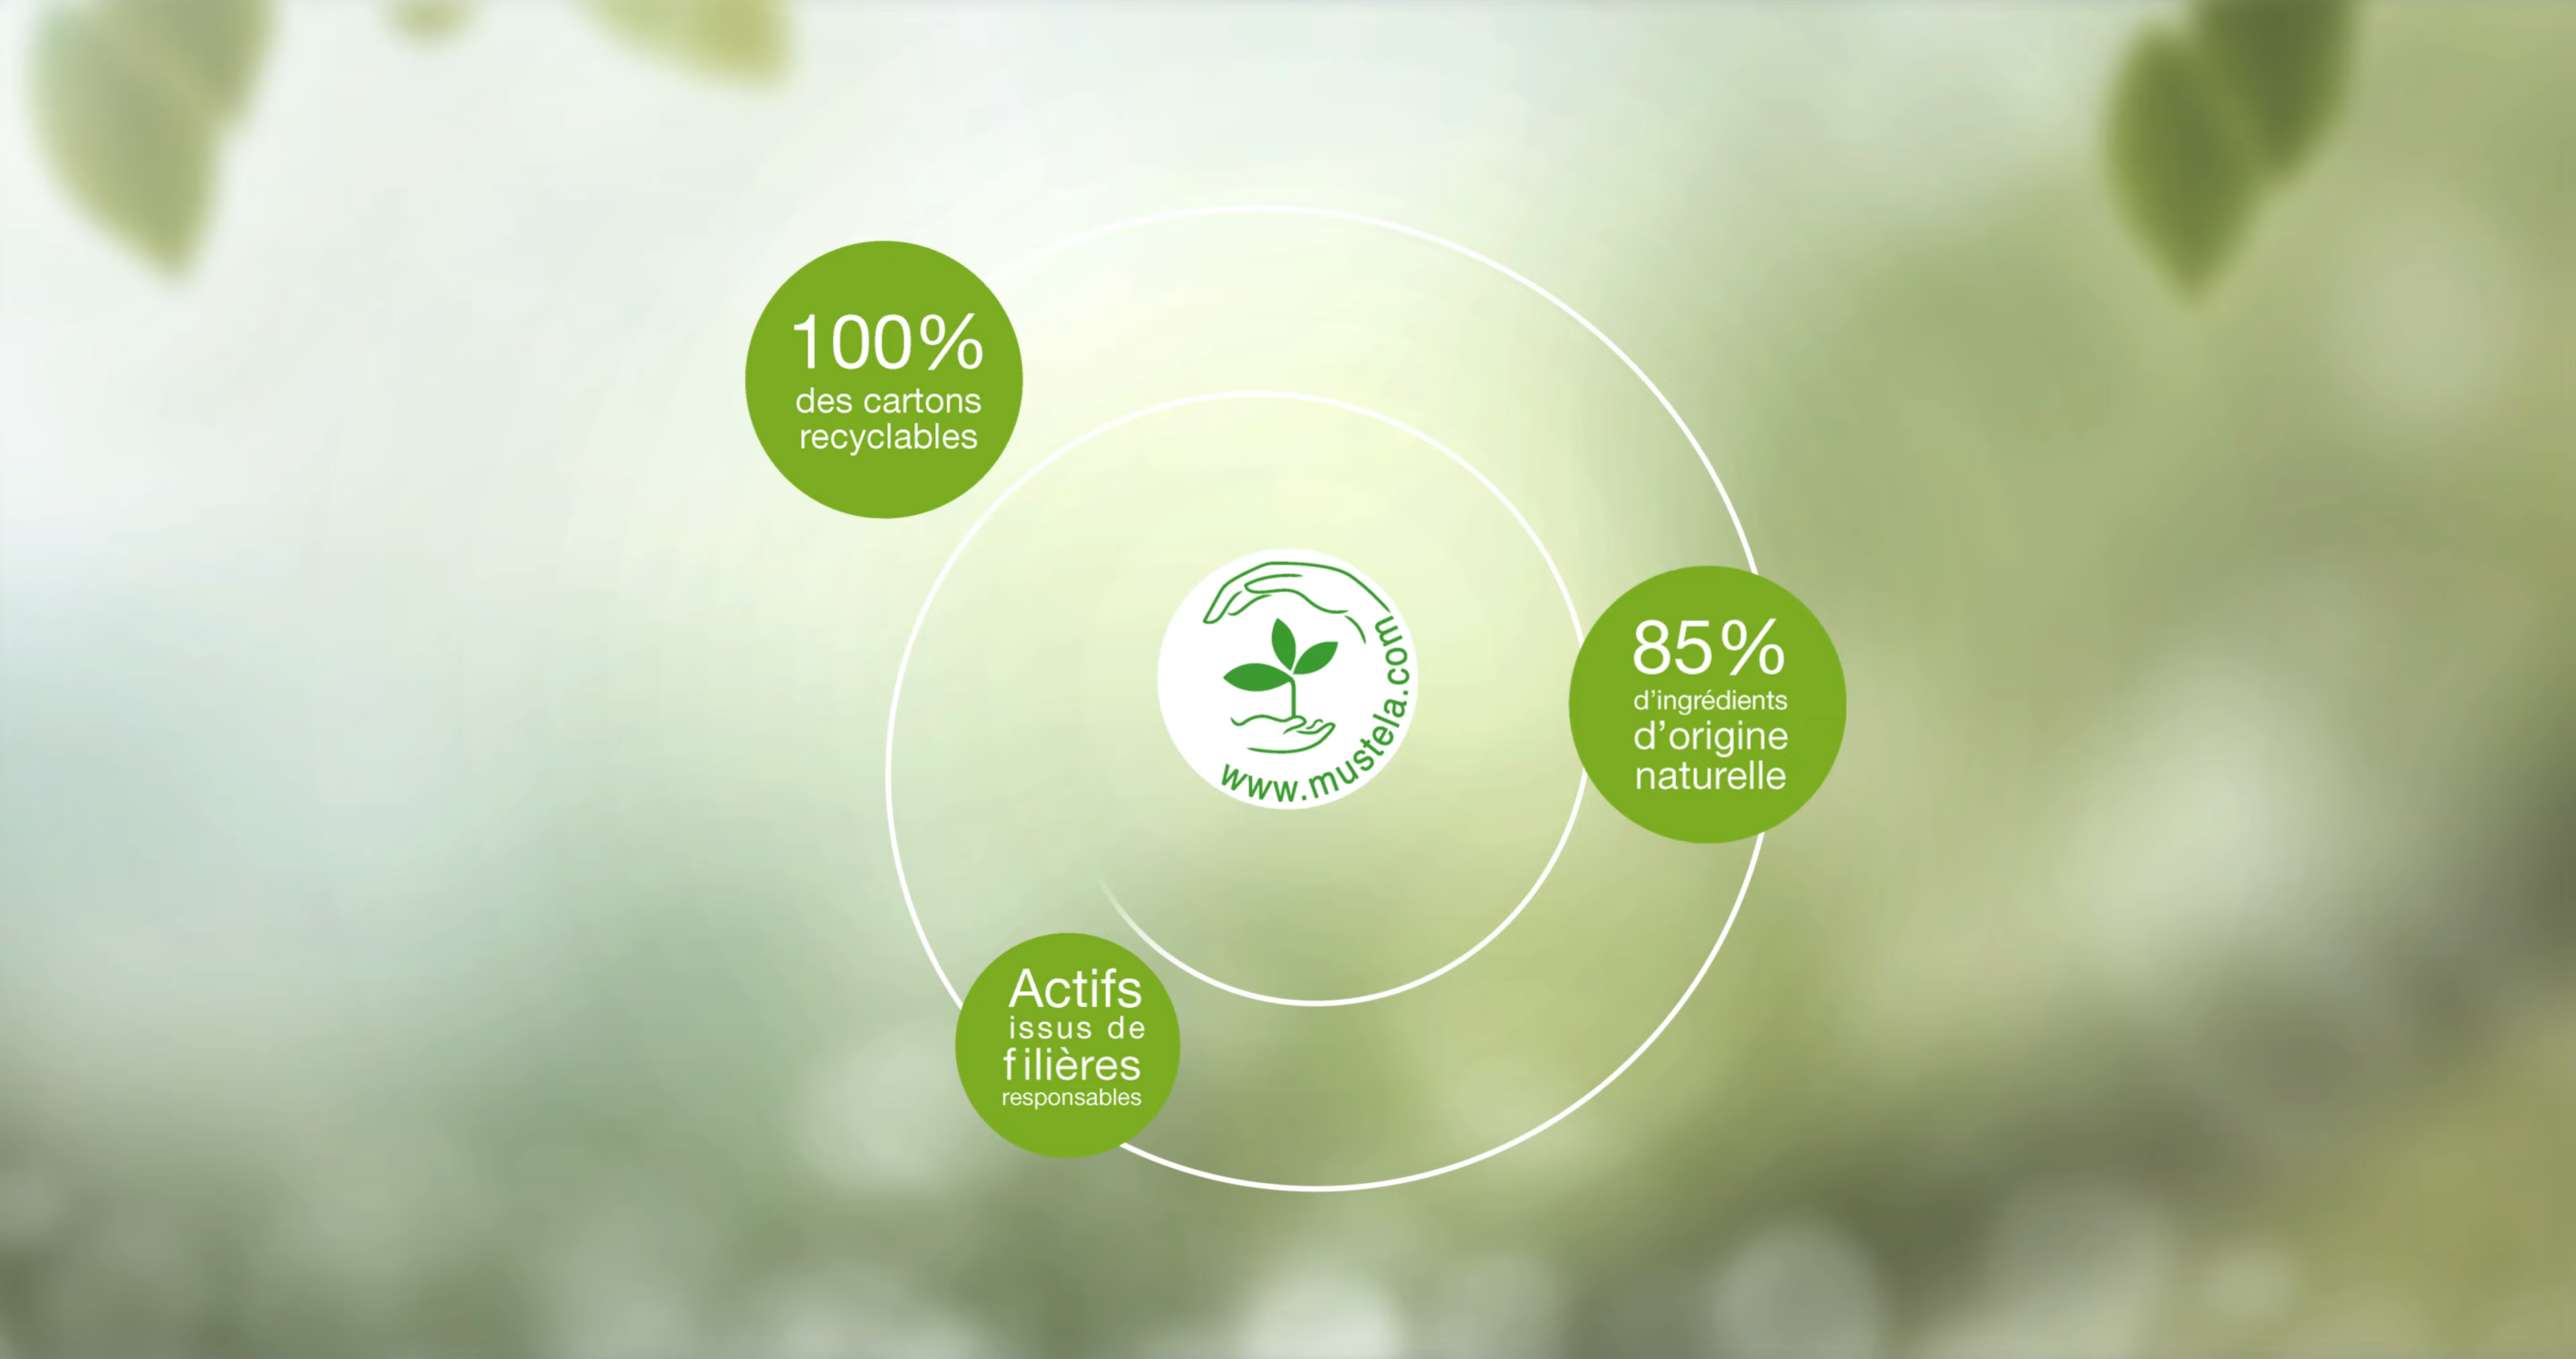 100%
des cartons
recyclables
www.mustela.com
85%
d'ingrédients
d'origine
naturelle
Actifs
issus de
filières
responsables